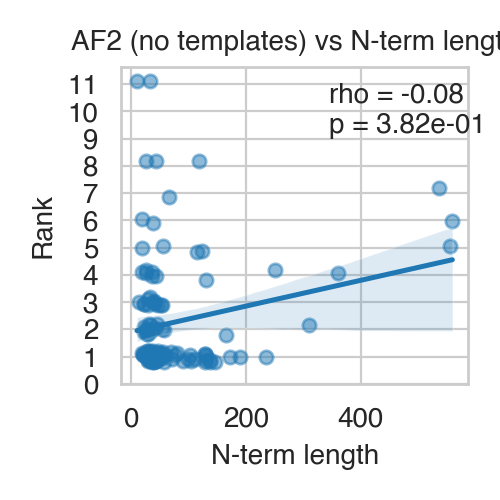 AF2 (no templates) vs N-term lengt
rho = -0.08
p = 3.82e-01
Rank
11
10
9
8
7
6
5
4
3
2
1
0
0 200 400
N-term length